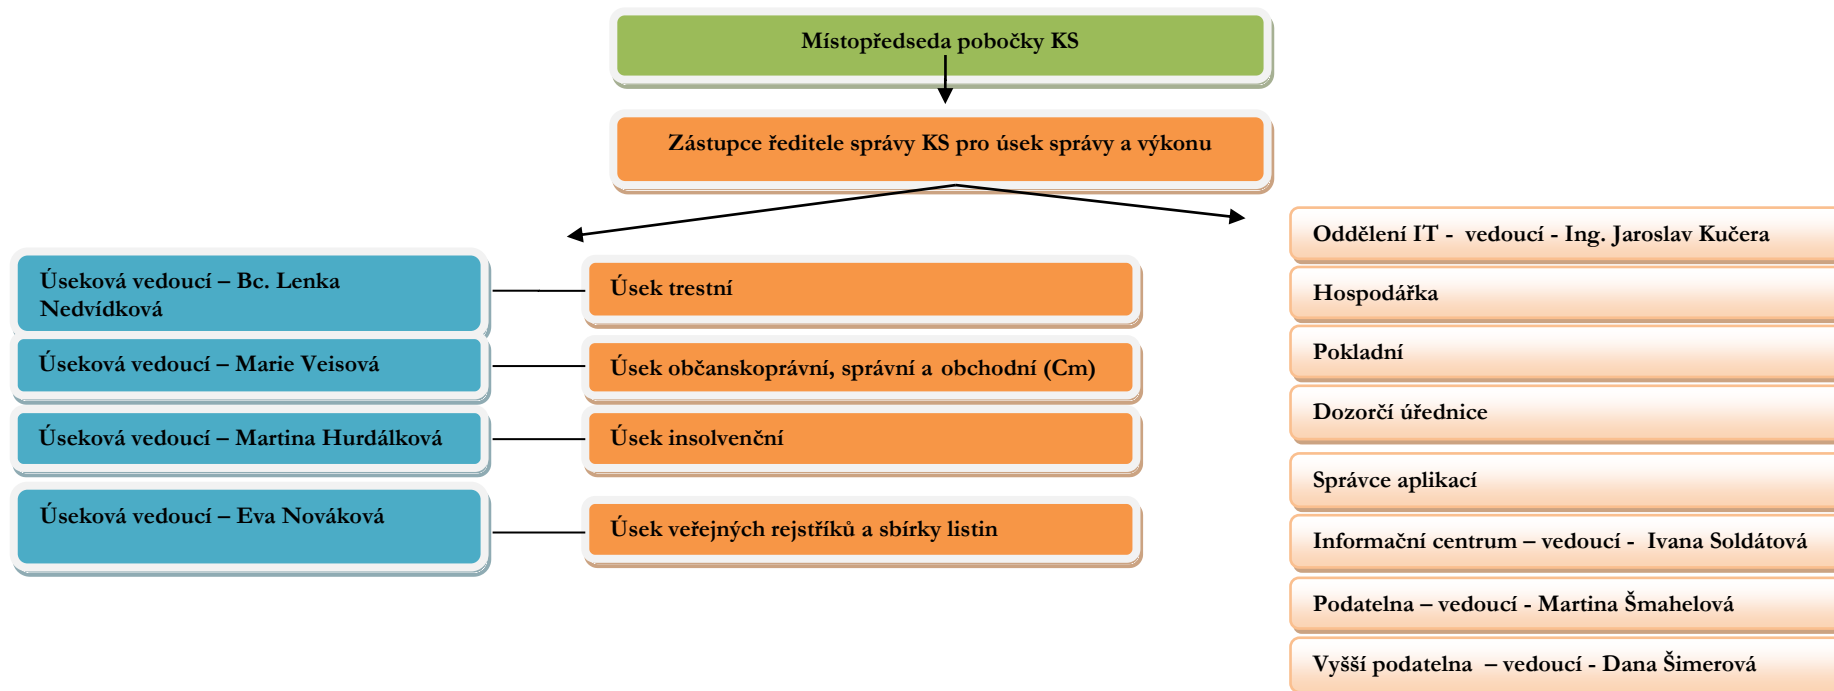 Místopředseda pobočky KS
Zástupce ředitele správy KS pro úsek správy a výkonu
Úseková vedoucí – Bc. Lenka
Nedvídková
Úsek trestní
Úseková vedoucí – Marie Veisová
Úsek občanskoprávní, správní a obchodní (Cm)
Úseková vedoucí – Martina Hurdálková
Úsek insolvenční
Úseková vedoucí – Eva Nováková
Úsek veřejných rejstříků a sbírky listin
Oddělení IT - vedoucí - Ing. Jaroslav Kučera
Hospodářka
Pokladní
Dozorčí úřednice
Správce aplikací
Informační centrum – vedoucí - Ivana Soldátová
Podatelna – vedoucí - Martina Šmahelová
Vyšší podatelna – vedoucí - Dana Šimerová